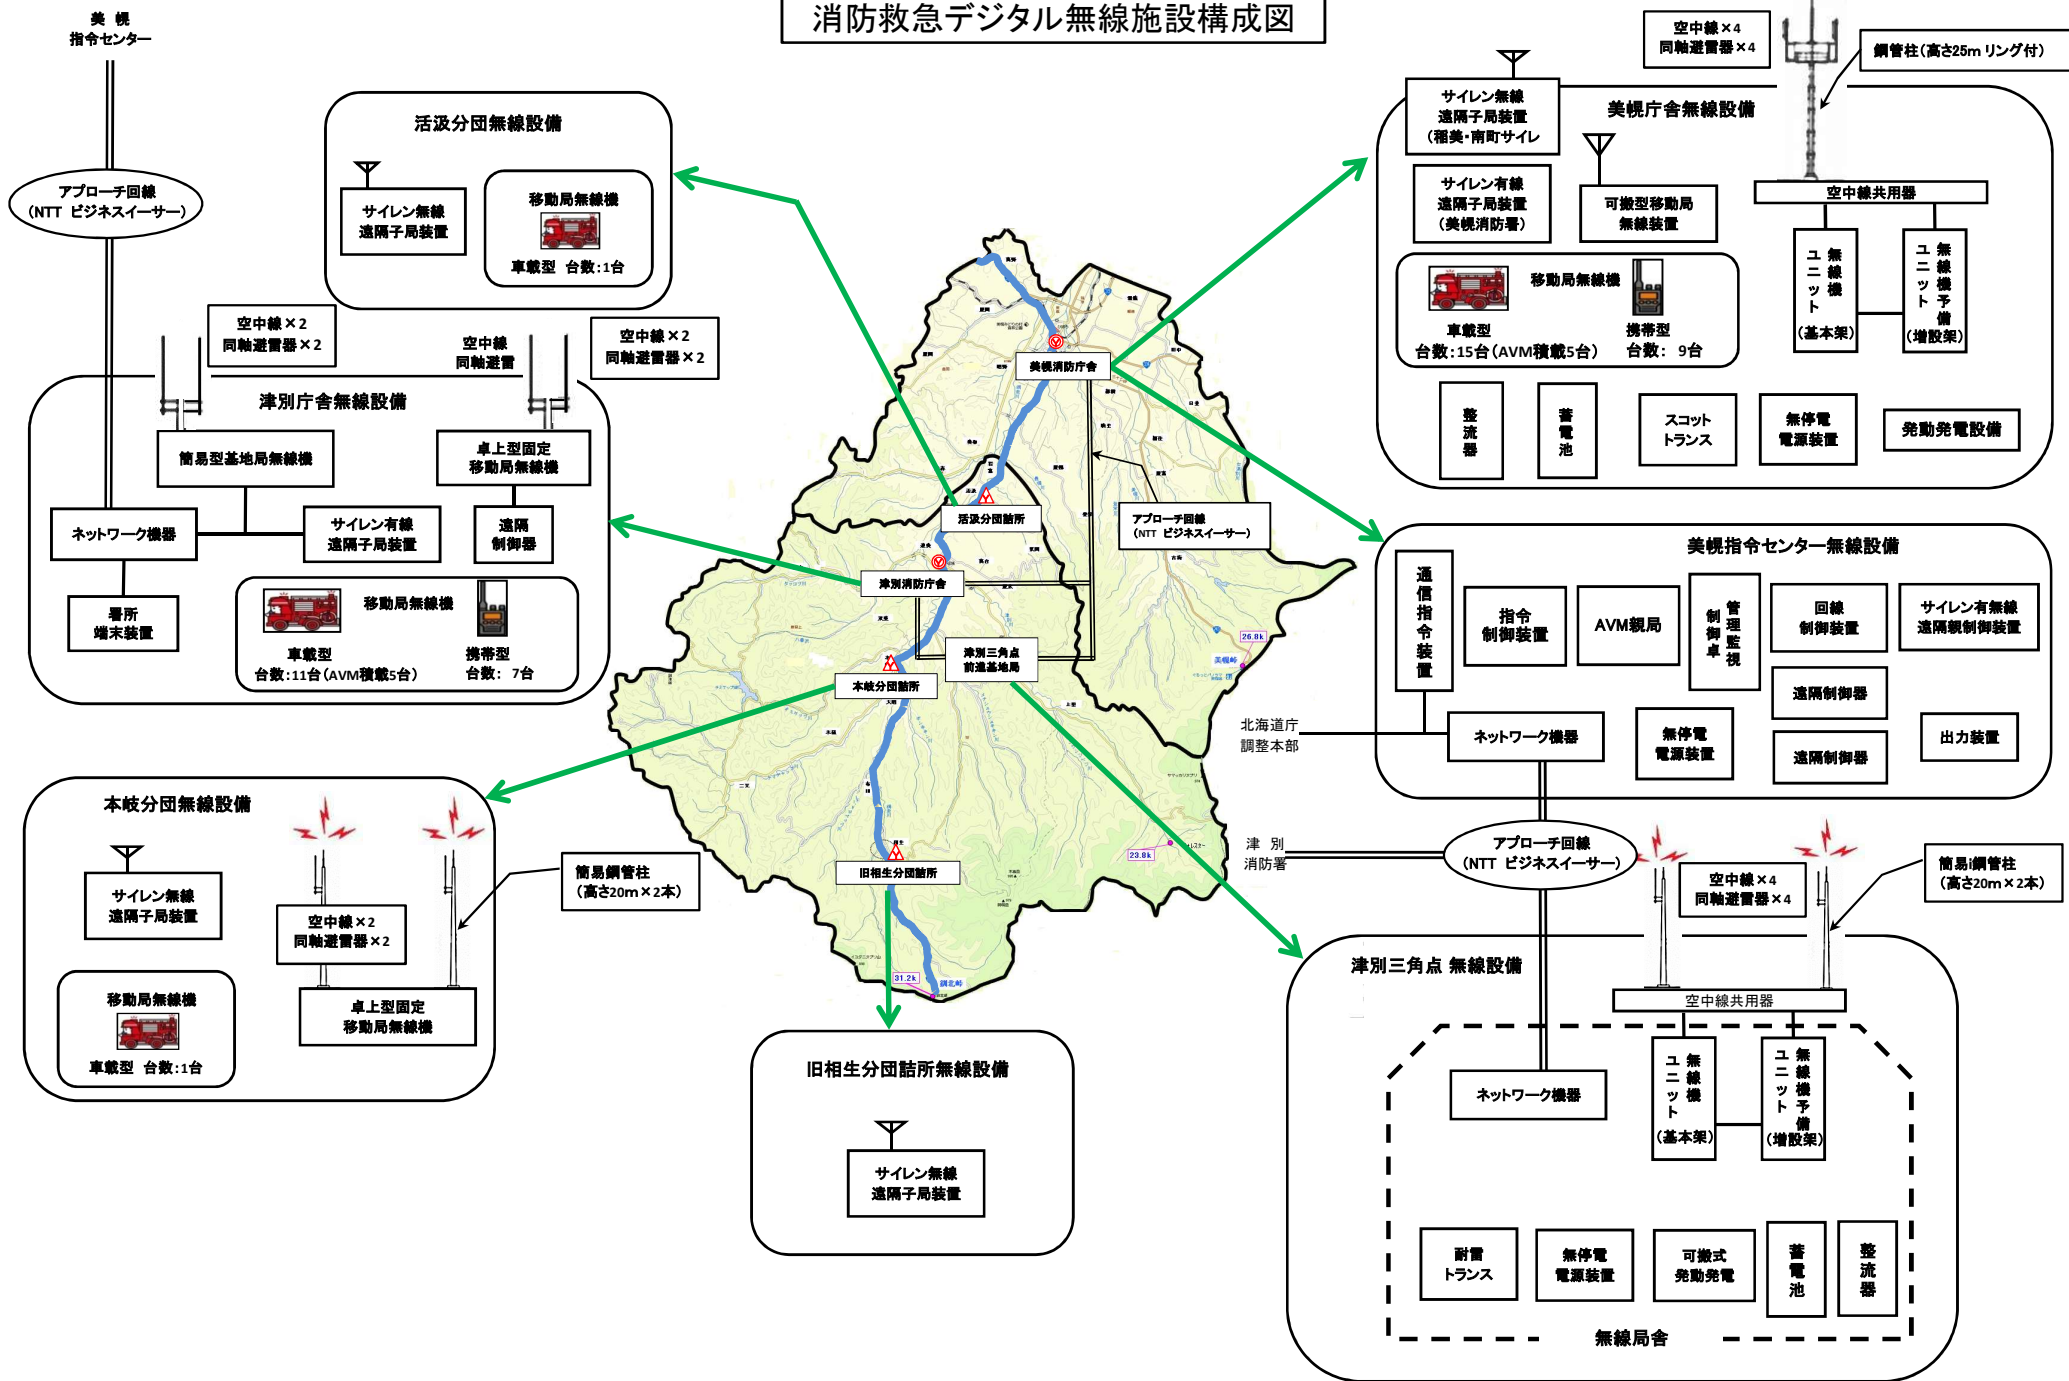 消防救急デジタル無線施設構成図
美 幌
指令センター
アプローチ回線
(NTT ビジネスイーサー)
活汲分団無線設備
サイレン無線
遠隔子局装置
移動局無線機
車載型 台数:1台
空中線×2
同軸避雷器×2
空中線
同軸避雷
空中線×2
同軸避雷器×2
津別庁舎無線設備
簡易型基地局無線機
卓上型固定
移動局無線機
ネットワーク機器
サイレン有線
遠隔子局装置
遠隔
制御器
署所
端末装置
移動局無線機
車載型
台数:11台(AVM積載5台)
携帯型
台数: 7台
本岐分団無線設備
サイレン無線
遠隔子局装置
空中線×2
同軸避雷器×2
簡易鋼管柱
(高さ20m×2本)
移動局無線機
車載型 台数:1台
卓上型固定
移動局無線機
美幌消防庁舎
活汲分団詰所
アプローチ回線
(NTT ビジネスイーサー)
津別消防庁舎
津別三角点
前進基地局
本岐分団詰所
旧相生分団詰所
26.8k
美幌峠
23.8k
31.2k
釧北峠
旧相生分団詰所無線設備
サイレン無線
遠隔子局装置
空中線×4
同軸避雷器×4
鋼管柱(高さ25m リング付)
美幌庁舎無線設備
サイレン無線
遠隔子局装置
(稲美・南町サイレ
サイレン有線
遠隔子局装置
(美幌消防署)
可搬型移動局
無線装置
空中線共用器
無線機
ユニット
(基本架)
無線機予備
ユニット
(増設架)
移動局無線機
車載型
台数:15台(AVM積載5台)
携帯型
台数: 9台
整流器
蓄電池
スコット
トランス
無停電
電源装置
発動発電設備
美幌指令センター無線設備
通信指令装置
指令
制御装置
AVM親局
管理監視
制御卓
回線
制御装置
サイレン有無線
遠隔親制御装置
遠隔制御器
北海道庁
調整本部
ネットワーク機器
無停電
電源装置
遠隔制御器
出力装置
津 別
消防署
アプローチ回線
(NTT ビジネスイーサー)
空中線×4
同軸避雷器×4
簡易i鋼管柱
(高さ20m×2本)
津別三角点 無線設備
空中線共用器
ネットワーク機器
無線機
ユニット
(基本架)
無線機予備
ユニット
(増設架)
耐雷
トランス
無停電
電源装置
可搬式
発動発電
蓄電池
整流器
無線局舎